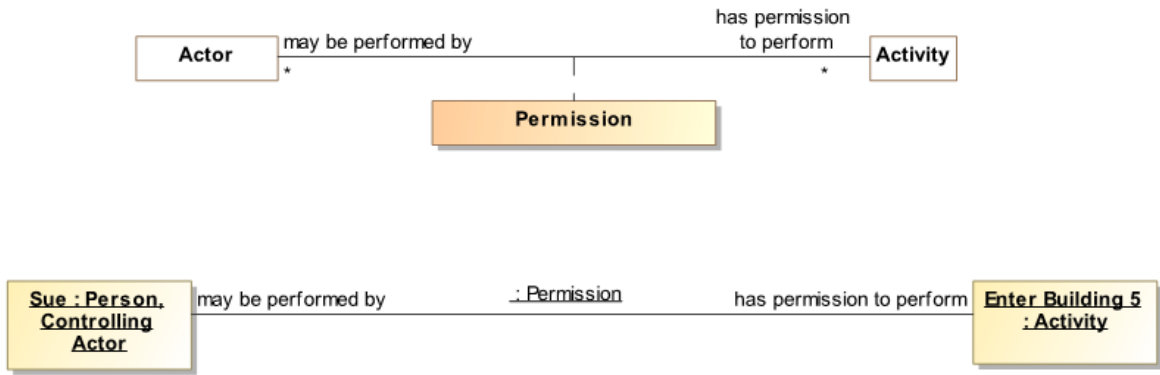 Actor
may be performed by
*
has permission
to perform
*
Activity
Permission
Sue : Person,
Controlling
Actor
may be performed by
: Permission
has permission to perform
Enter Building 5
: Activity